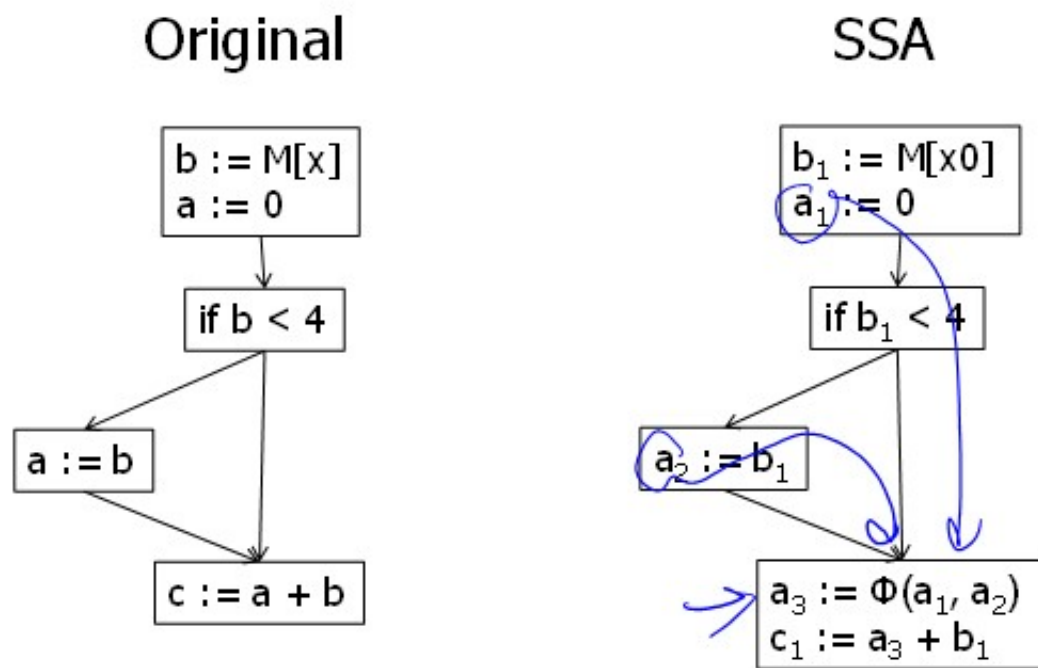 Original
b := M[x]
a := 0
if b < 4
a := b
c := a + b
SSA
b₁ := M[x0]
a₁ := 0
if b₁ < 4
a₂ := b₁
a₃ := Φ(a₁, a₂)
c₁ := a₃ + b₁